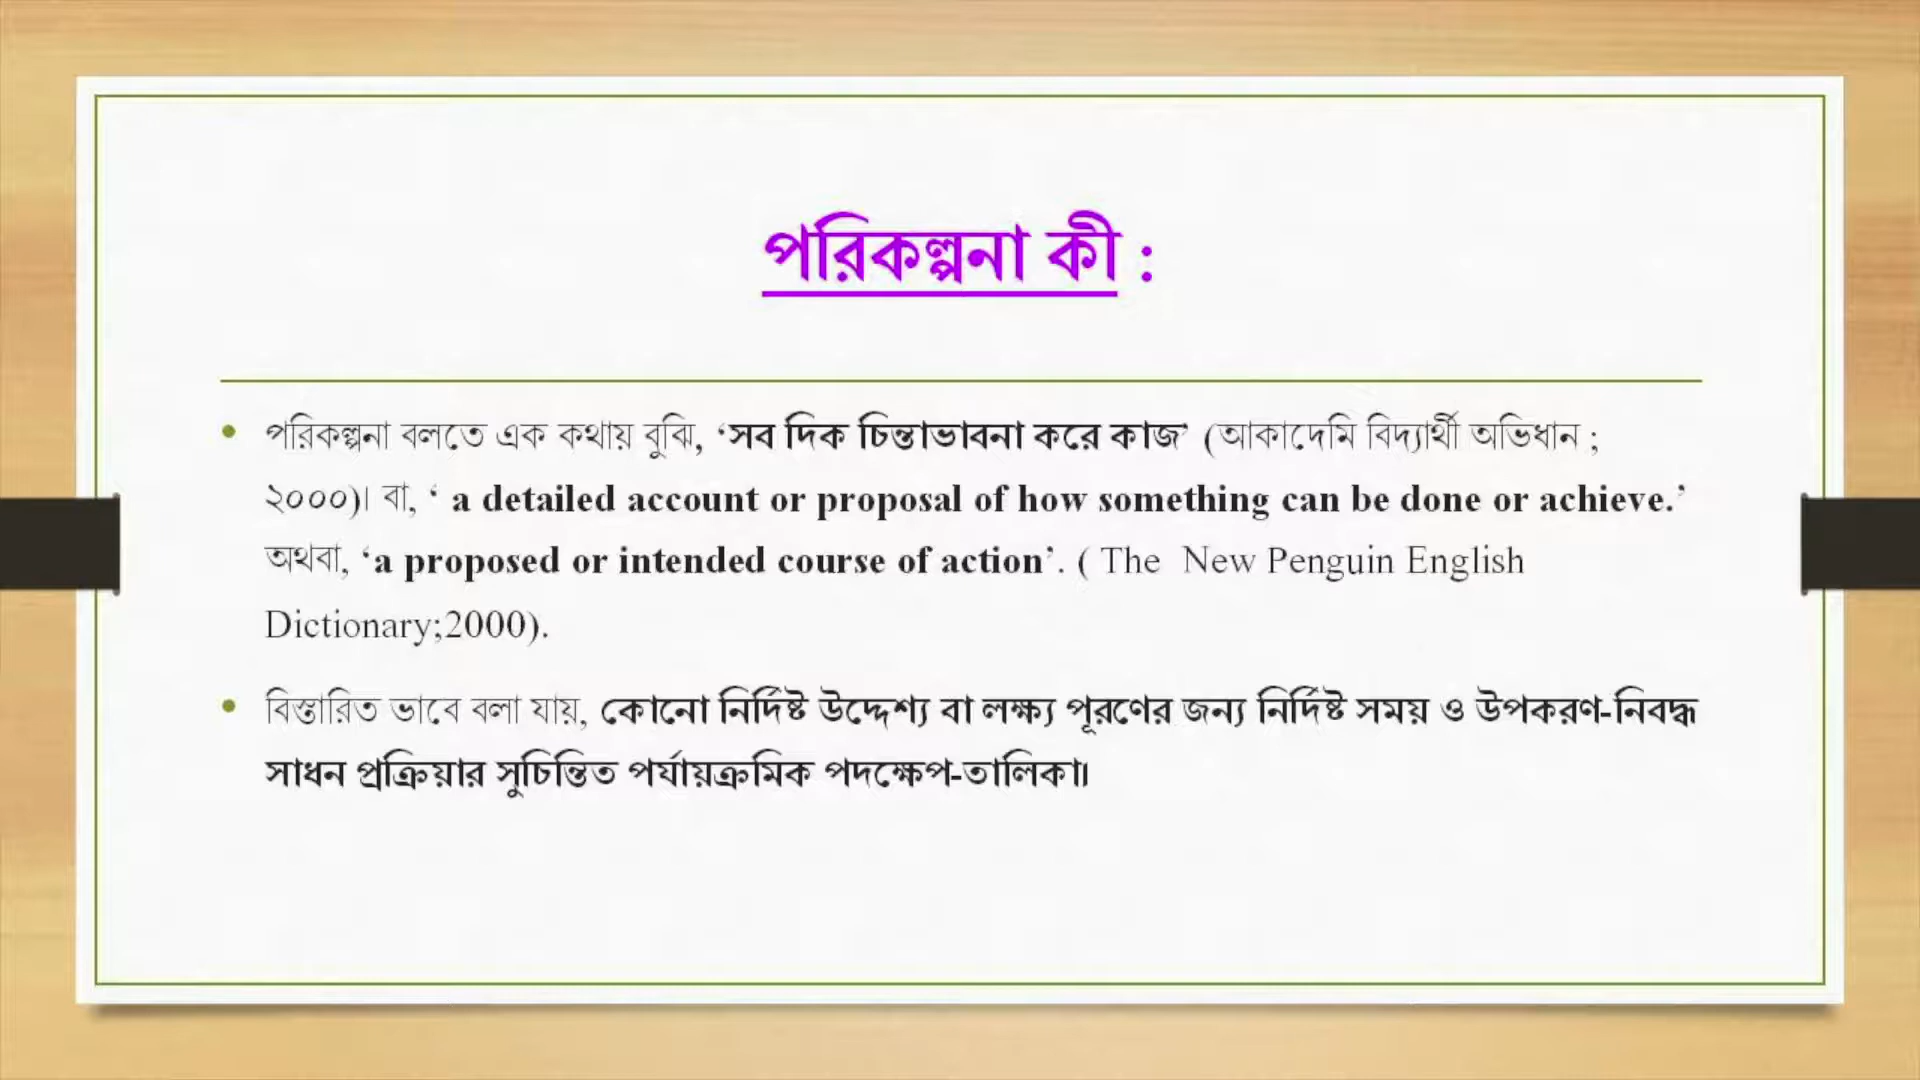 পরিকল্পনা কী :
পরিকল্পনা বলতে এক কথায় বুঝি, ‘সব দিক চিন্তাভাবনা করে কাজ’ (আকাদেমি বিদ্যার্থী অভিধান ;
২০০০)। বা, ‘ a detailed account or proposal of how something can be done or achieve.’
অথবা, ‘a proposed or intended course of action’. ( The New Penguin English
Dictionary;2000).
বিস্তারিত ভাবে বলা যায়, কোনো নির্দিষ্ট উদ্দেশ্য বা লক্ষ্য পূরণের জন্য নির্দিষ্ট সময় ও উপকরণ-নিবদ্ধ
সাধন প্রক্রিয়ার সুচিন্তিত পর্যায়ক্রমিক পদক্ষেপ-তালিকা।